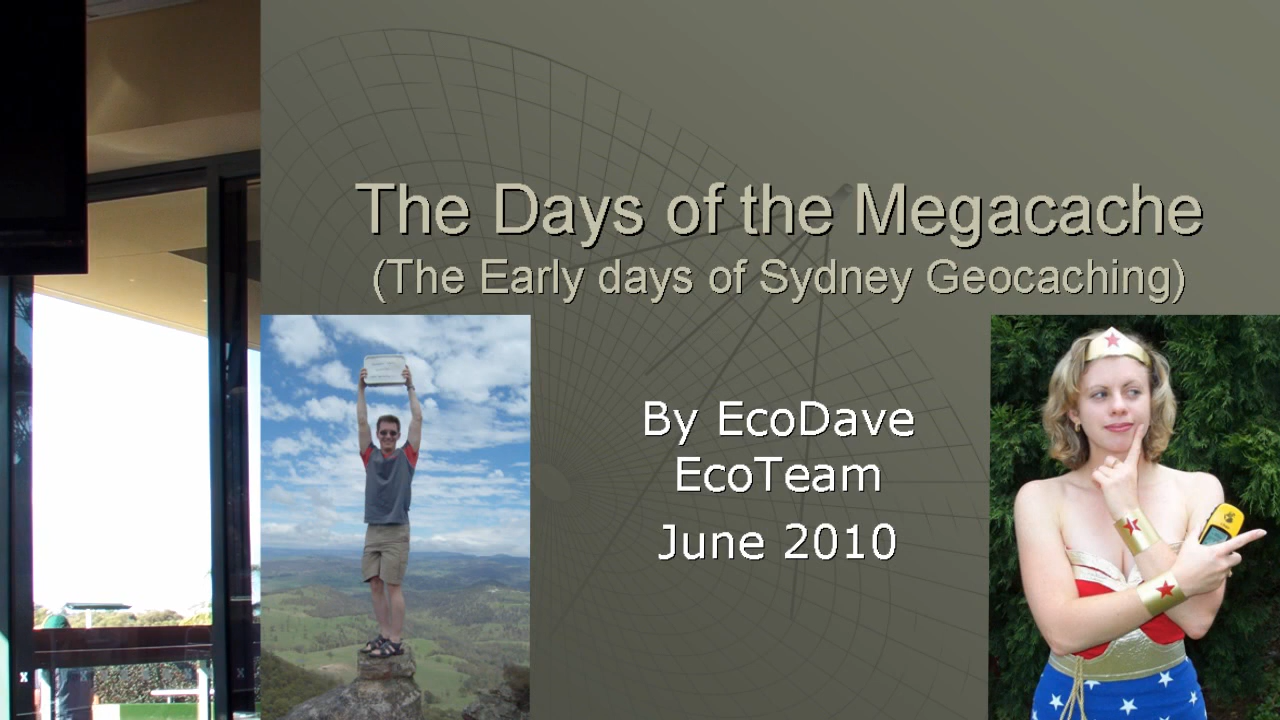 The Days of the Megacache
(The Early days of Sydney Geocaching)
By EcoDave
EcoTeam
June 2010